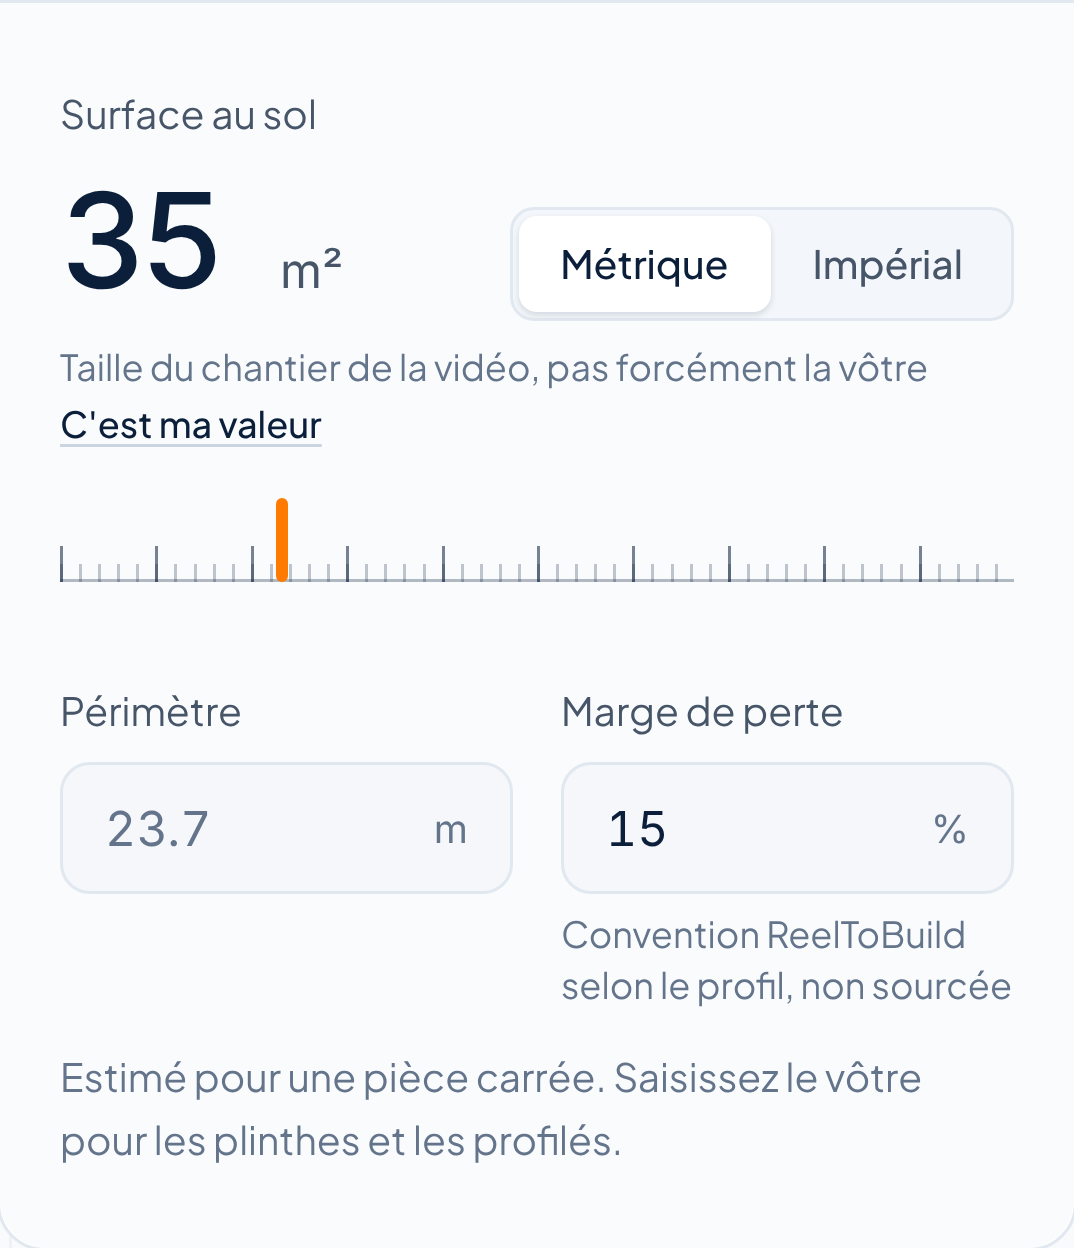 Surface au sol
35 m²
Métrique Impérial
Taille du chantier de la vidéo, pas forcément la vôtre
C'est ma valeur
Périmètre
Marge de perte
23.7 m
15 %
Convention ReelToBuild
selon le profil, non sourcée
Estimé pour une pièce carrée. Saisissez le vôtre
pour les plinthes et les profilés.